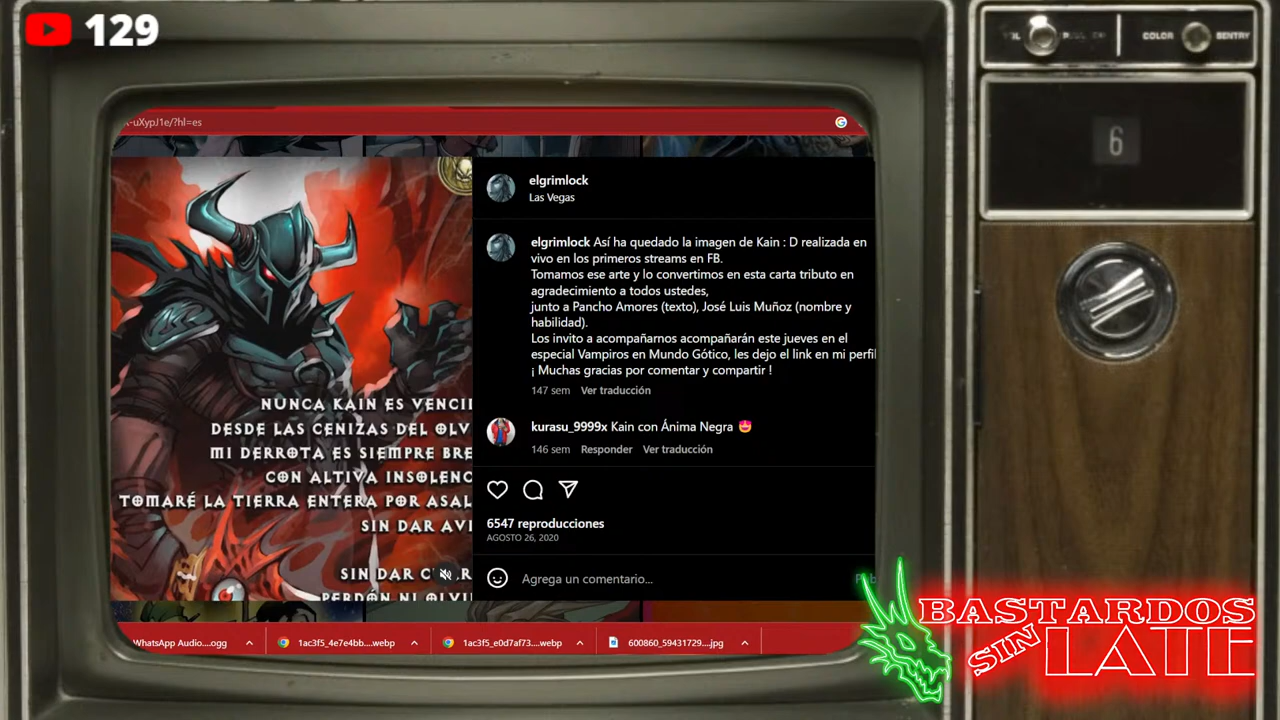 129
-uXypJ1e/?hl=es
elgrimlock
Las Vegas
elgrimlock Así ha quedado la imagen de Kain : D realizada en
vivo en los primeros streams en FB.
Tomamos ese arte y lo convertimos en esta carta tributo en
agradecimiento a todos ustedes,
junto a Pancho Amores (texto), José Luis Muñoz (nombre y
habilidad).
Los invito a acompañarnos acompañarán este jueves en el
especial Vampiros en Mundo Gótico, les dejo el link en mi perfil
¡ Muchas gracias por comentar y compartir !
147 sem Ver traducción
kurasu_9999x Kain con Ánima Negra 😍
146 sem Responder Ver traducción
6547 reproducciones
AGOSTO 26, 2020
Agrega un comentario...
NUNCA KAIN ES VENCI
DESDE LAS CENIZAS DEL OLV
MI DERROTA ES SIEMPRE BRE
CON ALTIVA INSOLENC
TOMARÉ LA TIERRA ENTERA POR ASAL
SIN DAR
SIN DAR
PERDÓN NI OLVI
WhatsApp Audio....ogg
1ac3f5_4e7e4bb....webp
1ac3f5_e0d7af73....webp
600860_59431729....jpg
COLOR
6
BASTARDOS
SIN LATE